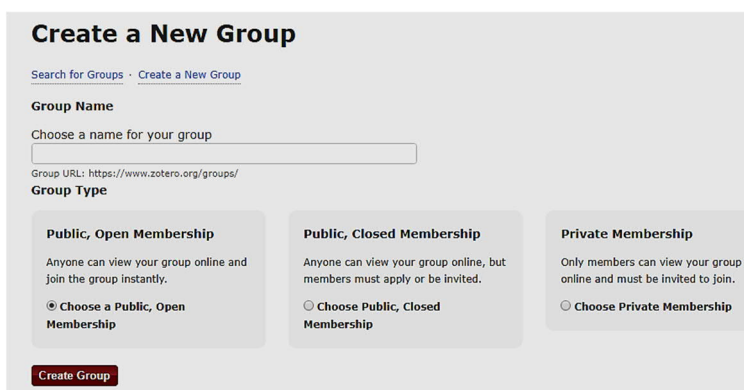 Create a New Group
Search for Groups · Create a New Group
Group Name
Choose a name for your group
Group URL: https://www.zotero.org/groups/
Group Type
Public, Open Membership
Anyone can view your group online and
join the group instantly.
Choose a Public, Open
Membership
Public, Closed Membership
Anyone can view your group online, but
members must apply or be invited.
Choose Public, Closed
Membership
Private Membership
Only members can view your group
online and must be invited to join.
Choose Private Membership
Create Group